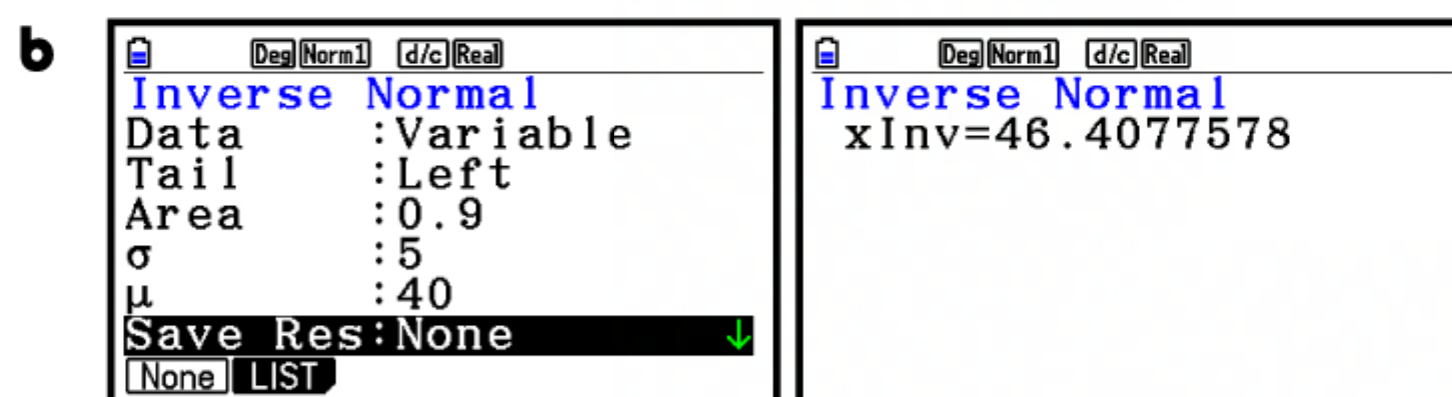 b
Deg Norm1 d/c Real
Inverse Normal
Data :Variable
Tail :Left
Area :0.9
σ :5
μ :40
Save Res:None ↓
None LIST
Deg Norm1 d/c Real
Inverse Normal
xInv=46.4077578